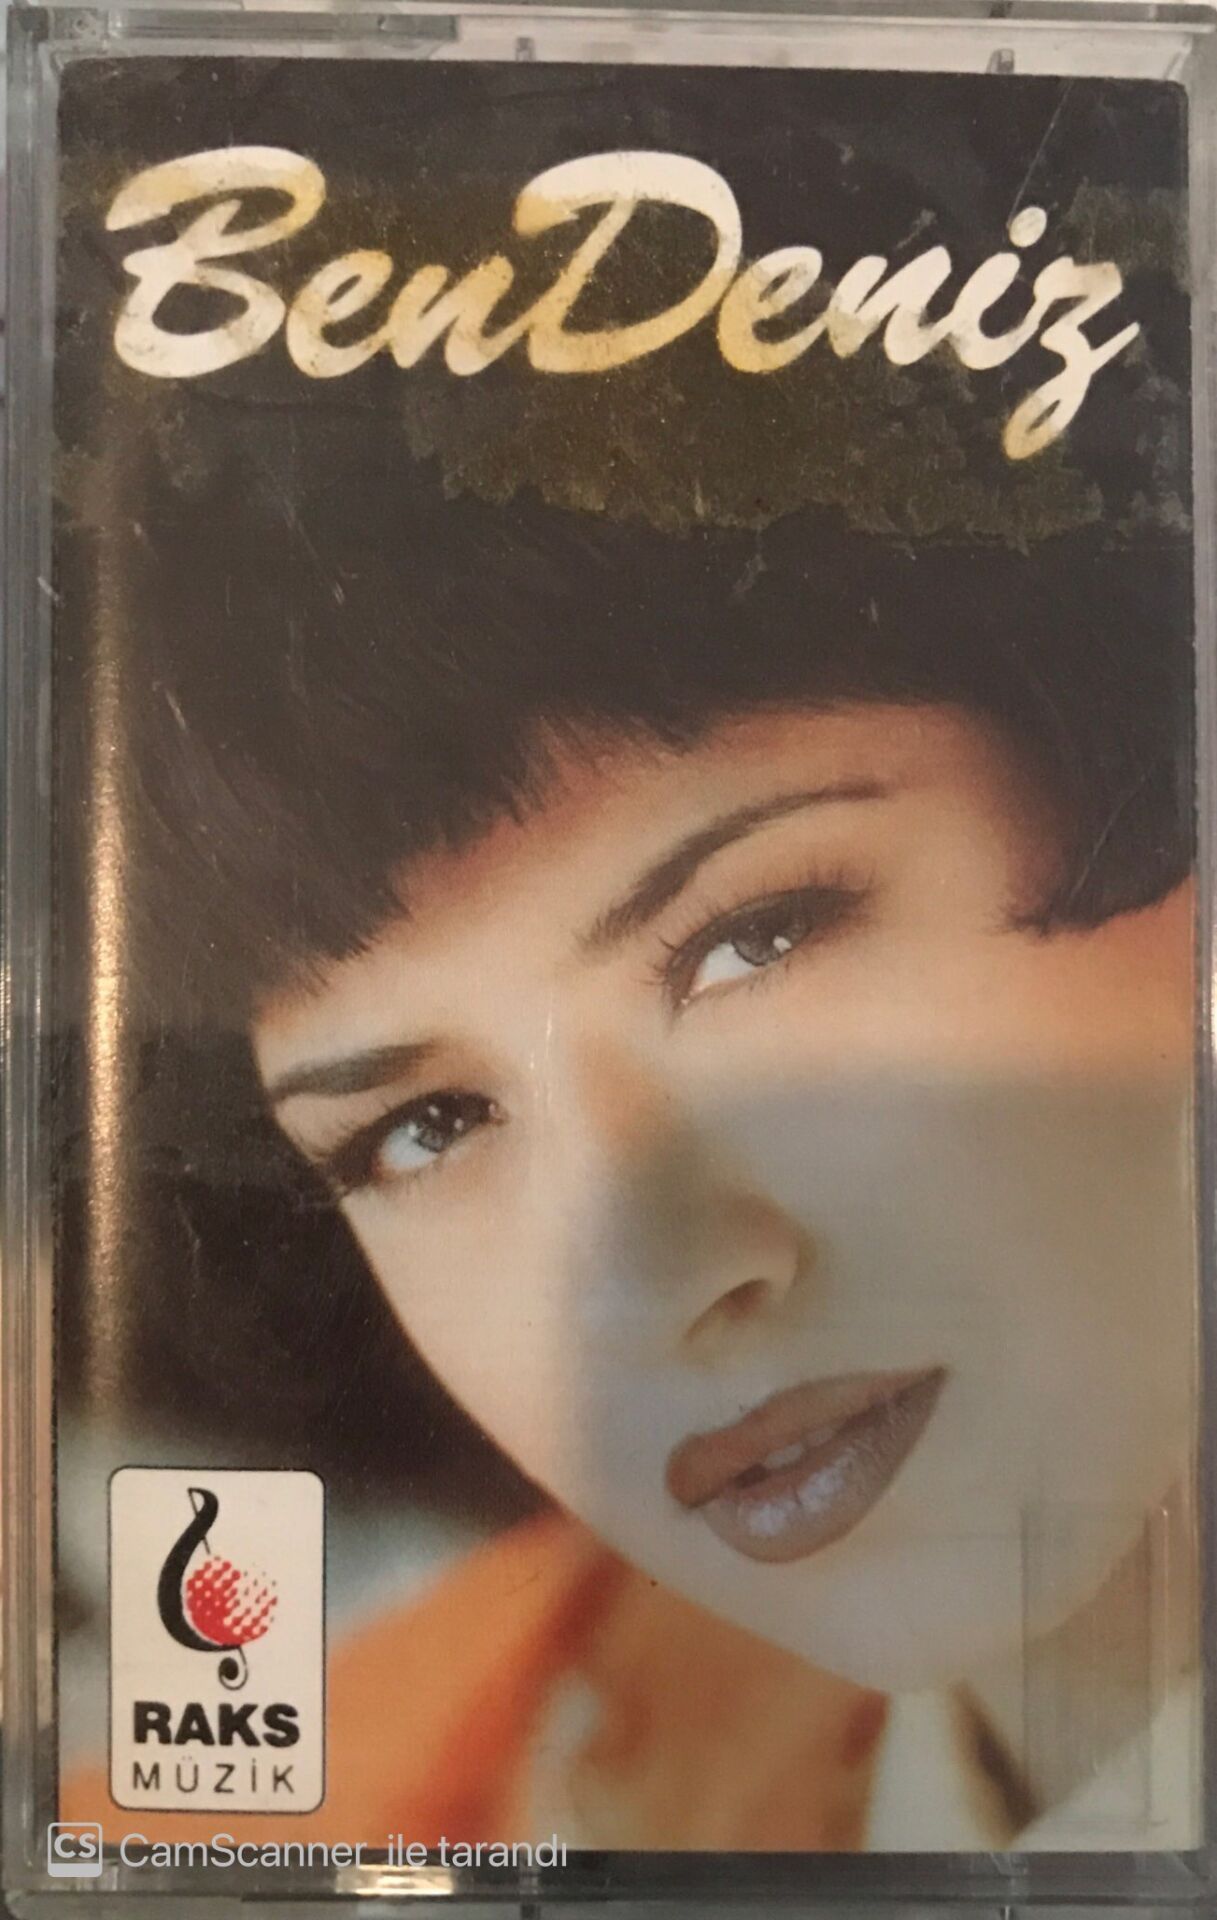 BenDeniz
RAKS
MÜZİK
CS CamScanner ile tarandı